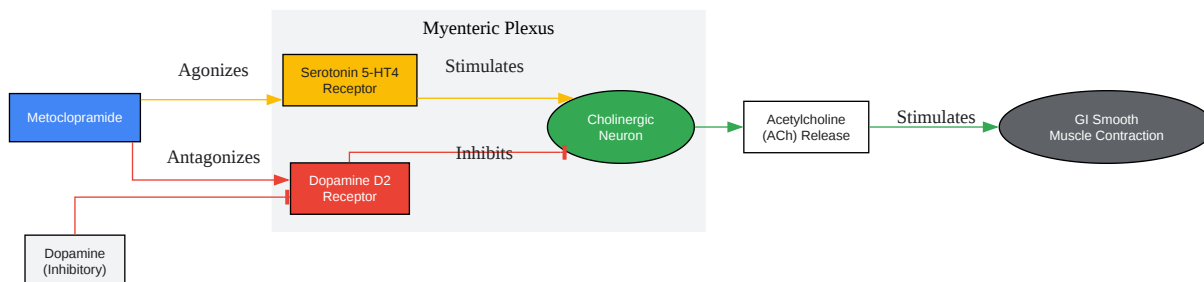 Myenteric Plexus
Agonizes
Serotonin 5-HT4
Receptor
Stimulates
Metoclopramide
Cholinergic
Neuron
Acetylcholine
(ACh) Release
Stimulates
GI Smooth
Muscle Contraction
Antagonizes
Inhibits
Dopamine D2
Receptor
Dopamine
(Inhibitory)